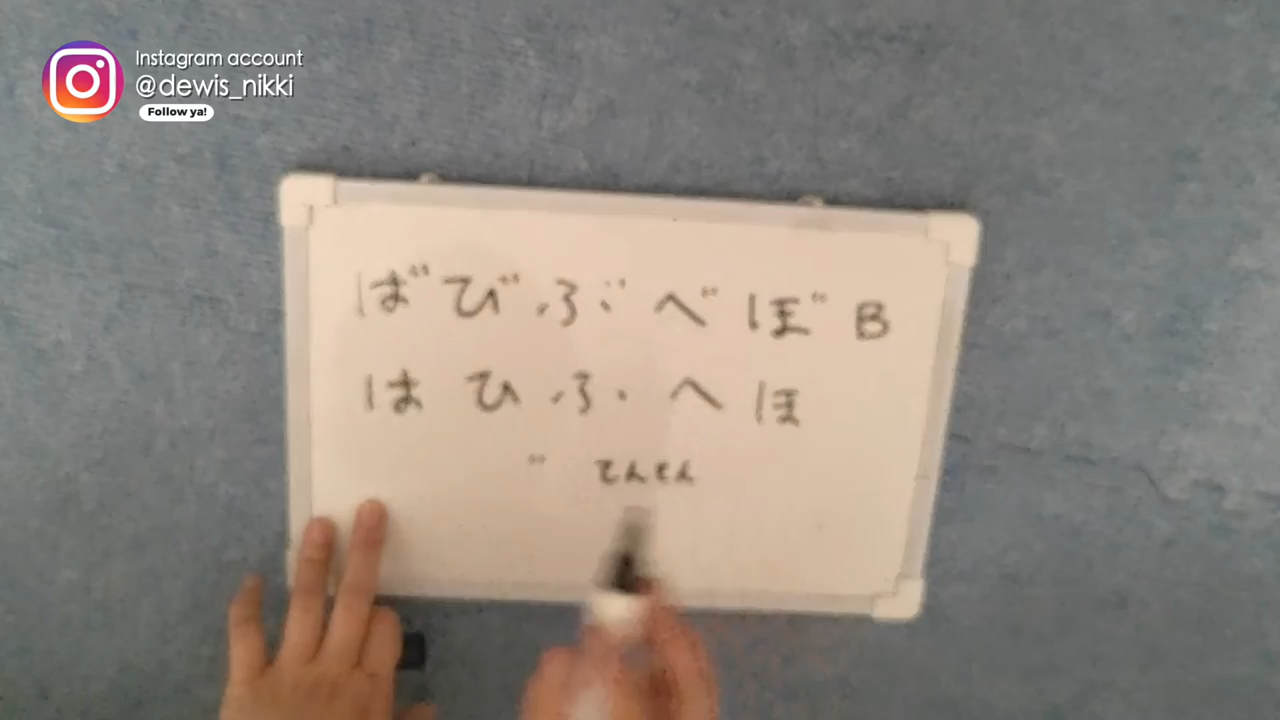 Instagram account
@dewis_nikki
Follow ya!
ば び ぶ べ ぼ B
は ひ ふ へ ほ
゛ てんてん